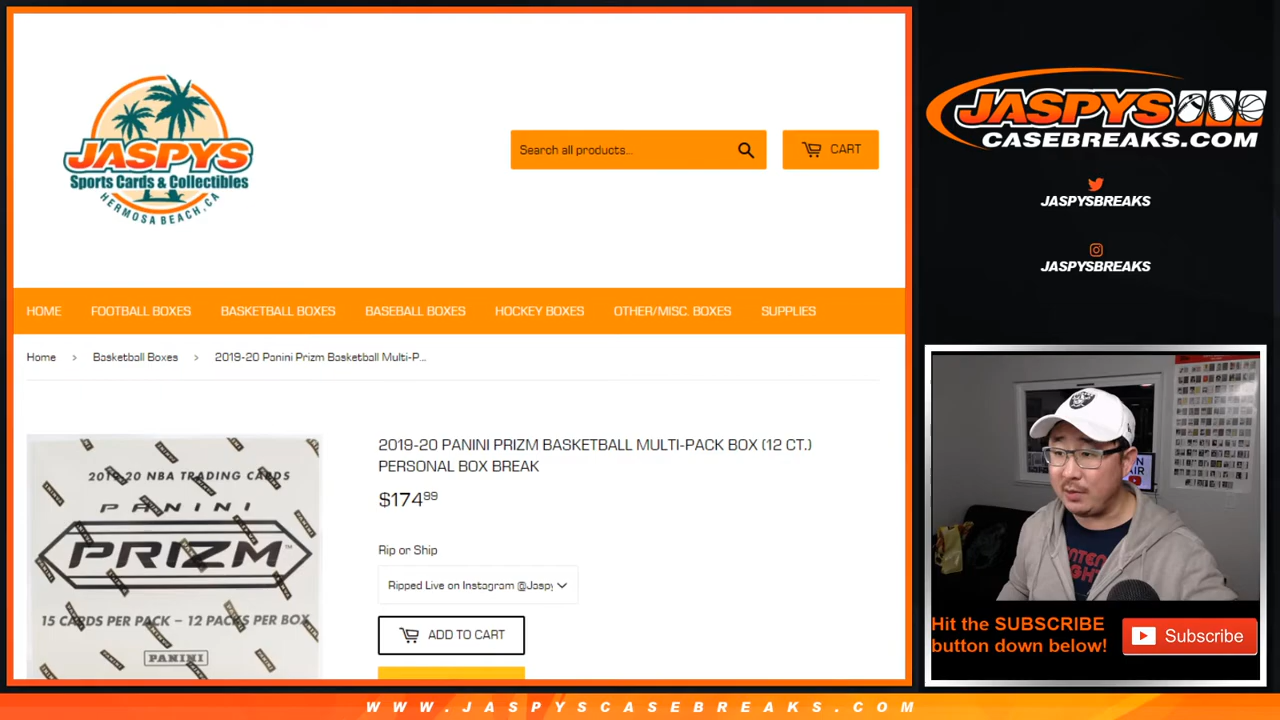 JASPYS
Sports Cards & Collectibles
HERMOSA BEACH, CA
Search all products...
CART
HOME
FOOTBALL BOXES
BASKETBALL BOXES
BASEBALL BOXES
HOCKEY BOXES
OTHER/MISC. BOXES
SUPPLIES
Home › Basketball Boxes › 2019-20 Panini Prizm Basketball Multi-P...
2019-20 NBA TRADING CARDS
PANINI
PRIZM
15 CARDS PER PACK – 12 PACKS PER BOX
PANINI
2019-20 PANINI PRIZM BASKETBALL MULTI-PACK BOX (12 CT.)
PERSONAL BOX BREAK
$174.99
Rip or Ship
Ripped Live on Instagram @Jaspy
ADD TO CART
JASPYS
CASEBREAKS.COM
JASPYSBREAKS
JASPYSBREAKS
Hit the SUBSCRIBE
button down below!
Subscribe
WWW.JASPYSCASEBREAKS.COM